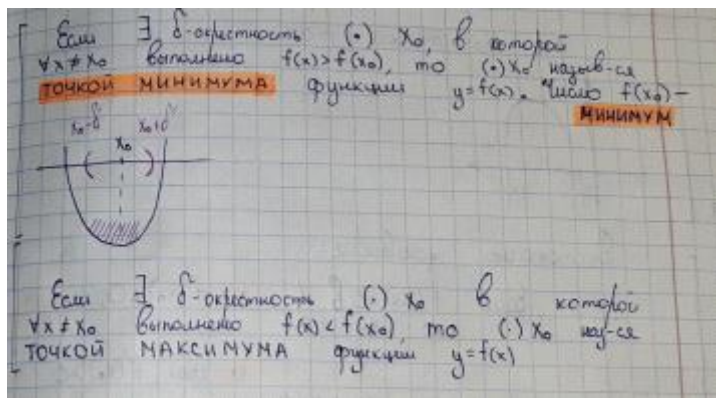 Если ∃ δ-окрестность (•) x₀, в которой
∀x≠x₀ выполнено f(x)>f(x₀), то (•) x₀ назыв-ся
ТОЧКОЙ МИНИМУМА функции y=f(x). Число f(x₀) –
МИНИМУМ
x₀-δ x₀+δ
x₀
Если ∃ δ-окрестность (·) x₀ в которой
∀x≠x₀ выполнено f(x)<f(x₀), то (·) x₀ наз-ся
ТОЧКОЙ МАКСИМУМА функции y=f(x)